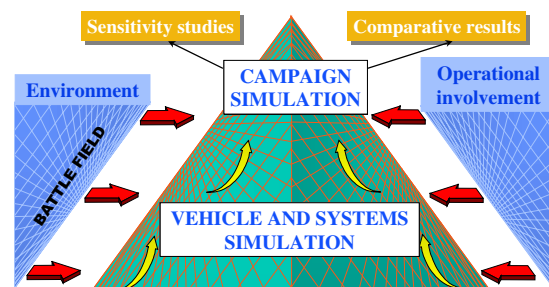 Sensitivity studies
Comparative results
Environment
CAMPAIGN
SIMULATION
Operational
involvement
BATTLE FIELD
VEHICLE AND SYSTEMS
SIMULATION